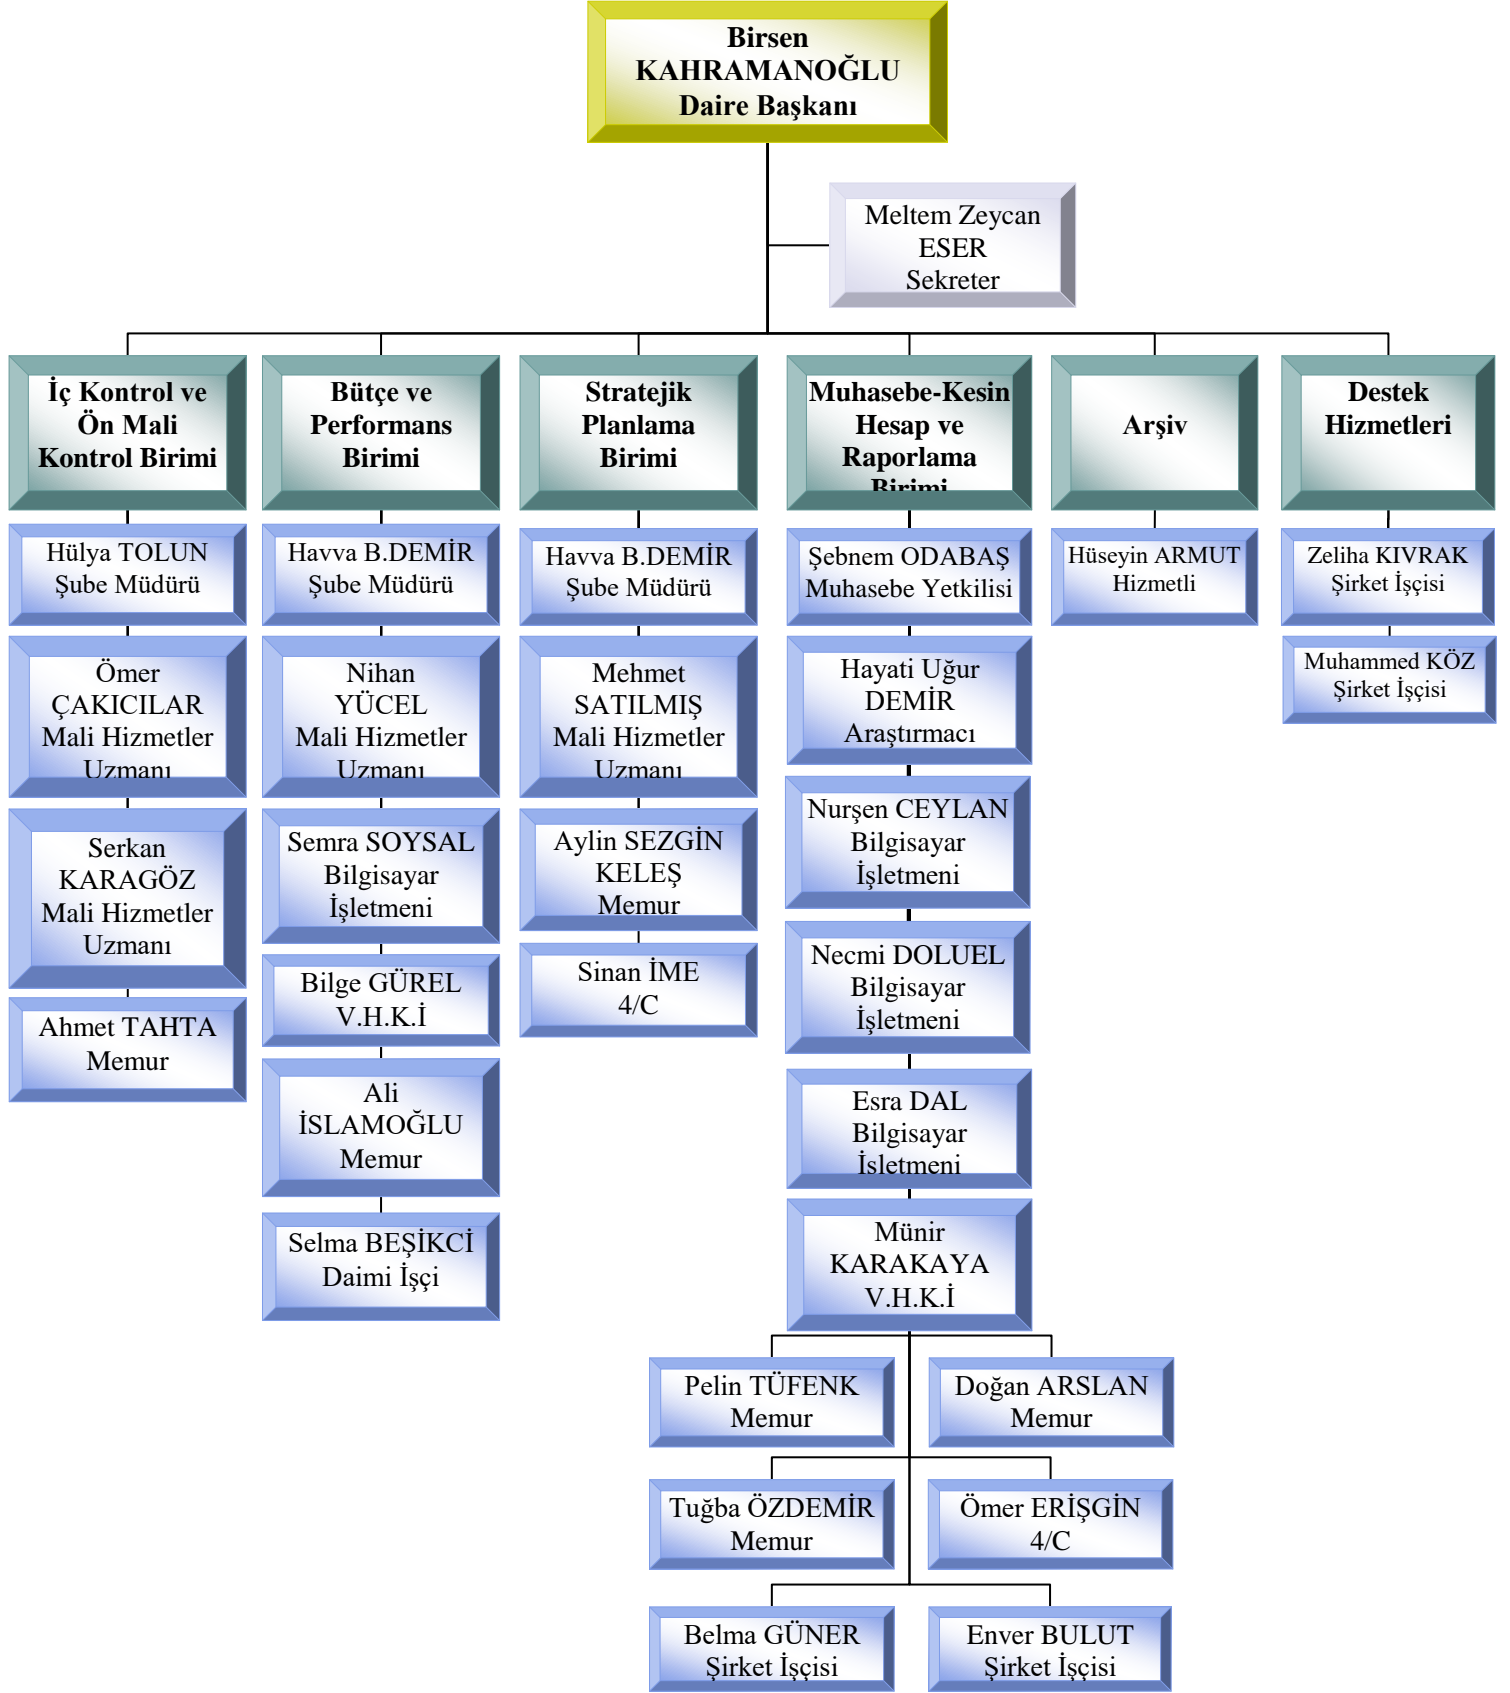 Birsen
KAHRAMANOĞLU
Daire Başkanı
Meltem Zeycan
ESER
Sekreter
İç Kontrol ve
Ön Mali
Kontrol Birimi
Bütçe ve
Performans
Birimi
Stratejik
Planlama
Birimi
Muhasebe-Kesin
Hesap ve
Raporlama
Birimi
Arşiv
Destek
Hizmetleri
Hülya TOLUN
Şube Müdürü
Ömer
ÇAKICILAR
Mali Hizmetler
Uzmanı
Serkan
KARAGÖZ
Mali Hizmetler
Uzmanı
Ahmet TAHTA
Memur
Havva B.DEMİR
Şube Müdürü
Nihan
YÜCEL
Mali Hizmetler
Uzmanı
Semra SOYSAL
Bilgisayar
İşletmeni
Bilge GÜREL
V.H.K.İ
Ali
İSLAMOĞLU
Memur
Selma BEŞİKCİ
Daimi İşçi
Havva B.DEMİR
Şube Müdürü
Mehmet
SATILMIŞ
Mali Hizmetler
Uzmanı
Aylin SEZGİN
KELEŞ
Memur
Sinan İME
4/C
Şebnem ODABAŞ
Muhasebe Yetkilisi
Hayati Uğur
DEMİR
Araştırmacı
Nurşen CEYLAN
Bilgisayar
İşletmeni
Necmi DOLUEL
Bilgisayar
İşletmeni
Esra DAL
Bilgisayar
İşletmeni
Münir
KARAKAYA
V.H.K.İ
Pelin TÜFENK
Memur
Doğan ARSLAN
Memur
Tuğba ÖZDEMİR
Memur
Ömer ERİŞGİN
4/C
Belma GÜNER
Şirket İşçisi
Enver BULUT
Şirket İşçisi
Hüseyin ARMUT
Hizmetli
Zeliha KIVRAK
Şirket İşçisi
Muhammed KÖZ
Şirket İşçisi